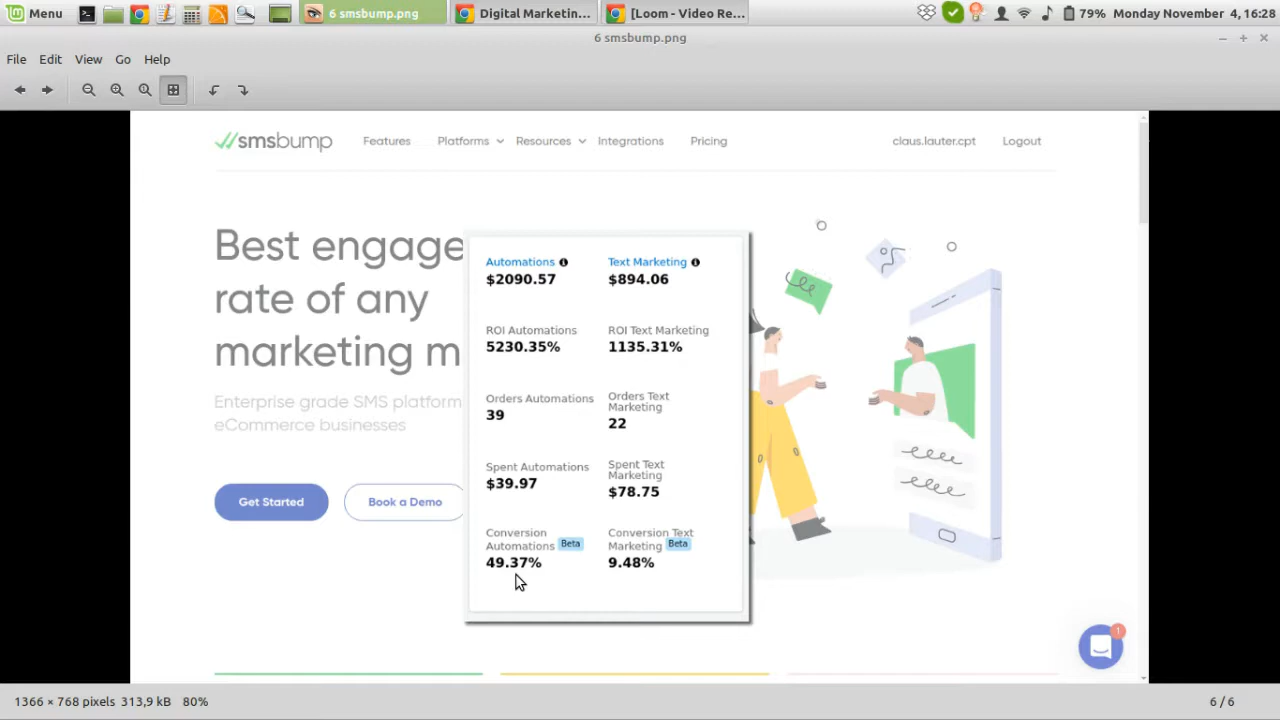 Menu
6 smsbump.png
Digital Marketin...
[Loom - Video Re...
79% Monday November 4, 16:28
6 smsbump.png
File Edit View Go Help
smsbump
Features Platforms Resources Integrations Pricing
claus.lauter.cpt Logout
Best engage
rate of any
marketing m
Enterprise grade SMS platform
eCommerce businesses
Get Started
Book a Demo
Automations
$2090.57
Text Marketing
$894.06
ROI Automations
5230.35%
ROI Text Marketing
1135.31%
Orders Automations
39
Orders Text
Marketing
22
Spent Automations
$39.97
Spent Text
Marketing
$78.75
Conversion
Automations Beta
49.37%
Conversion Text
Marketing Beta
9.48%
1
1366 × 768 pixels 313,9 kB 80%
6 / 6